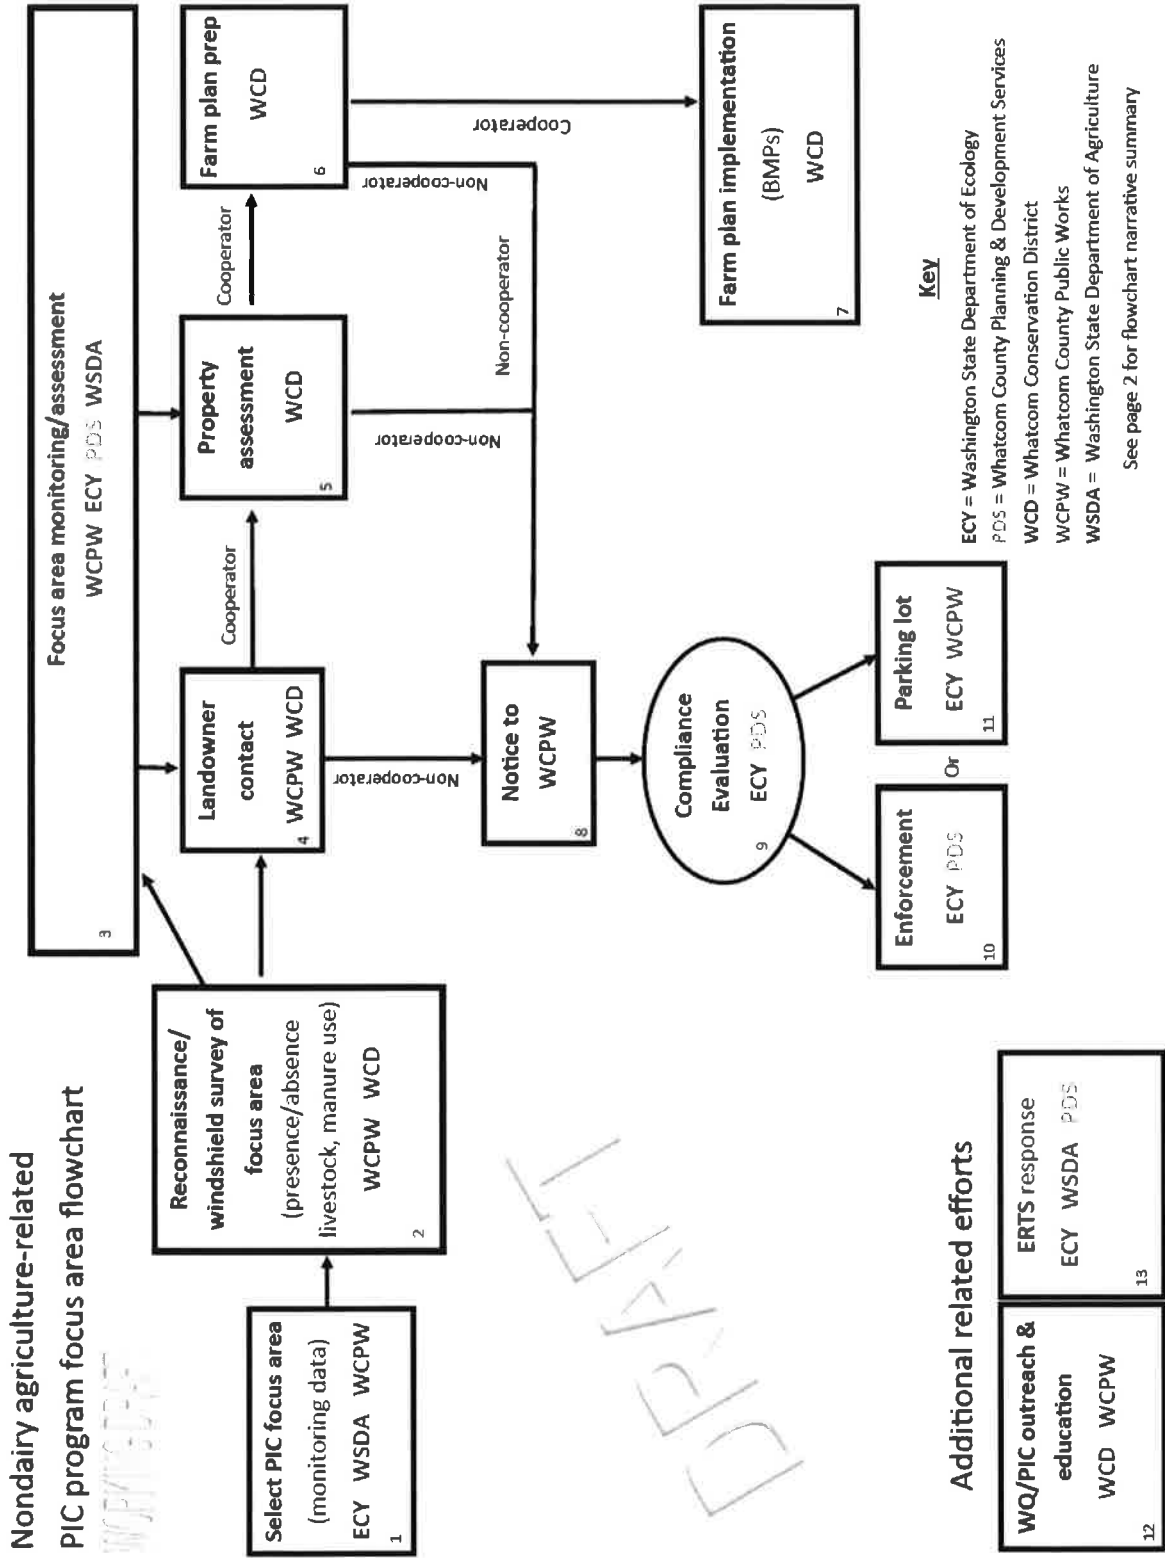 Nondairy agriculture-related
PIC program focus area flowchart
WORKING DRAFT
Select PIC focus area
(monitoring data)
ECY WSDA WCPW
1
Reconnaissance/
windshield survey of
focus area
(presence/absence
livestock, manure use)
WCPW WCD
2
Focus area monitoring/assessment
WCPW ECY PDS WSDA
3
Landowner
contact
WCPW WCD
4
Cooperator
Non-cooperator
Property
assessment
WCD
5
Cooperator
Non-cooperator
Farm plan prep
WCD
6
Non-cooperator
Cooperator
Non-cooperator
Farm plan implementation
(BMPs)
WCD
7
Notice to
WCPW
8
Compliance
Evaluation
ECY PDS
9
Enforcement
ECY PDS
10
Or
Parking lot
ECY WCPW
11
Key
ECY = Washington State Department of Ecology
PDS = Whatcom County Planning & Development Services
WCD = Whatcom Conservation District
WCPW = Whatcom County Public Works
WSDA = Washington State Department of Agriculture
See page 2 for flowchart narrative summary
DRAFT
Additional related efforts
WQ/PIC outreach &
education
WCD WCPW
12
ERTS response
ECY WSDA PDS
13